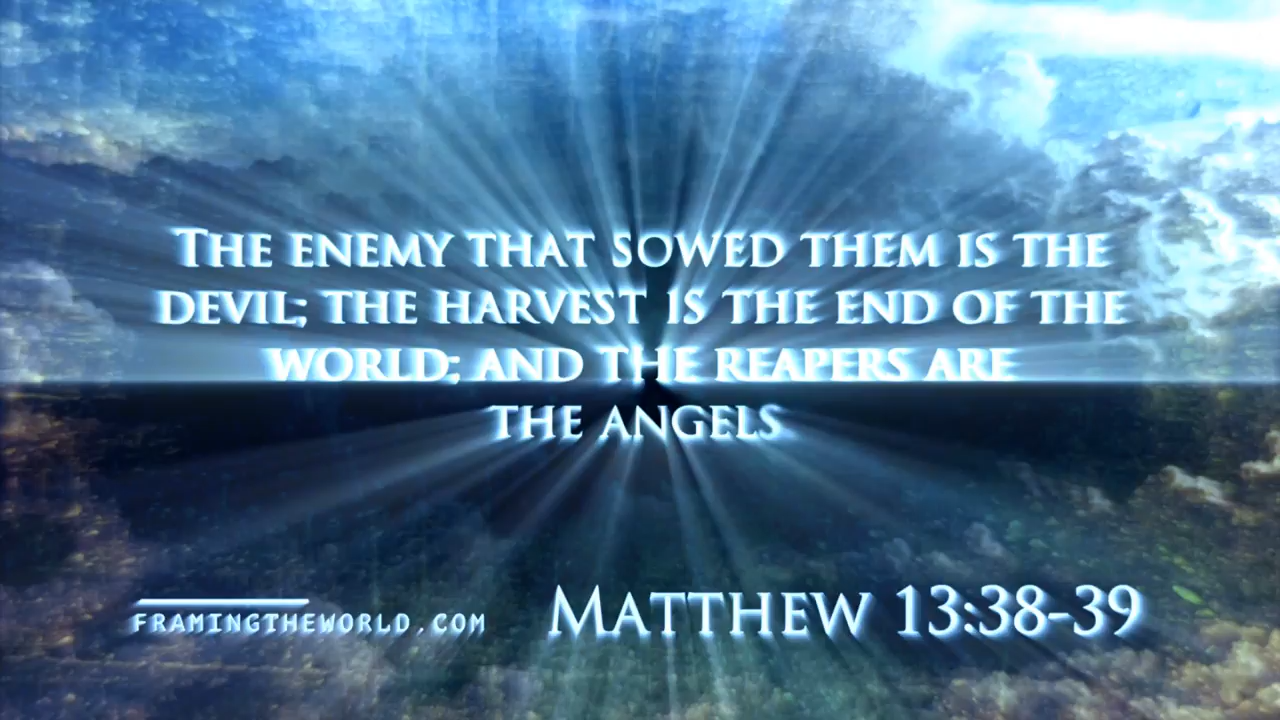 The enemy that sowed them is the
devil; the harvest is the end of the
world; and the reapers are
the angels
FRAMINGTHEWORLD.COM
Matthew 13:38-39